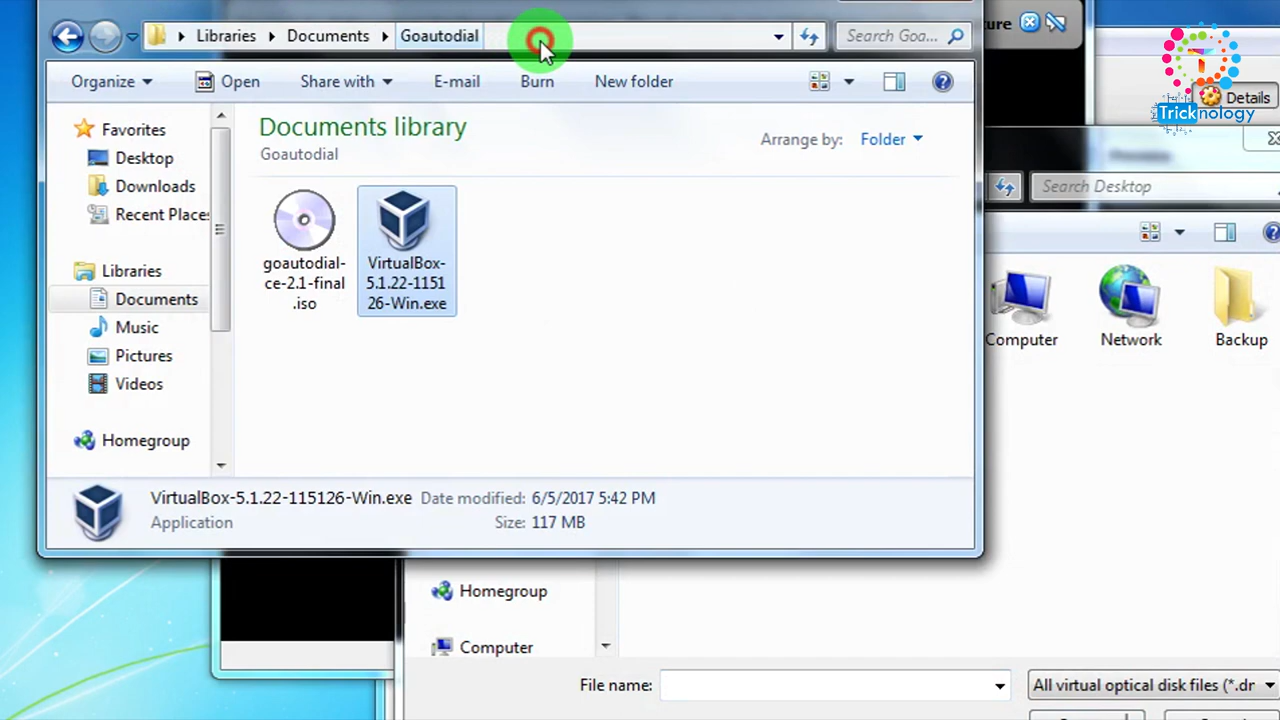 Libraries
Documents
Goautodial
Search Goa...
ture
Organize
Open
Share with
E-mail
Burn
New folder
Details
Tricknology
Favorites
Desktop
Downloads
Recent Places
Libraries
Documents
Music
Pictures
Videos
Homegroup
Documents library
Goautodial
Arrange by:
Folder
goautodial-
ce-2.1-final
.iso
VirtualBox-
5.1.22-1151
26-Win.exe
VirtualBox-5.1.22-115126-Win.exe
Date modified: 6/5/2017 5:42 PM
Application
Size: 117 MB
Search Desktop
Computer
Network
Backup
Homegroup
Computer
File name:
All virtual optical disk files (*.dr